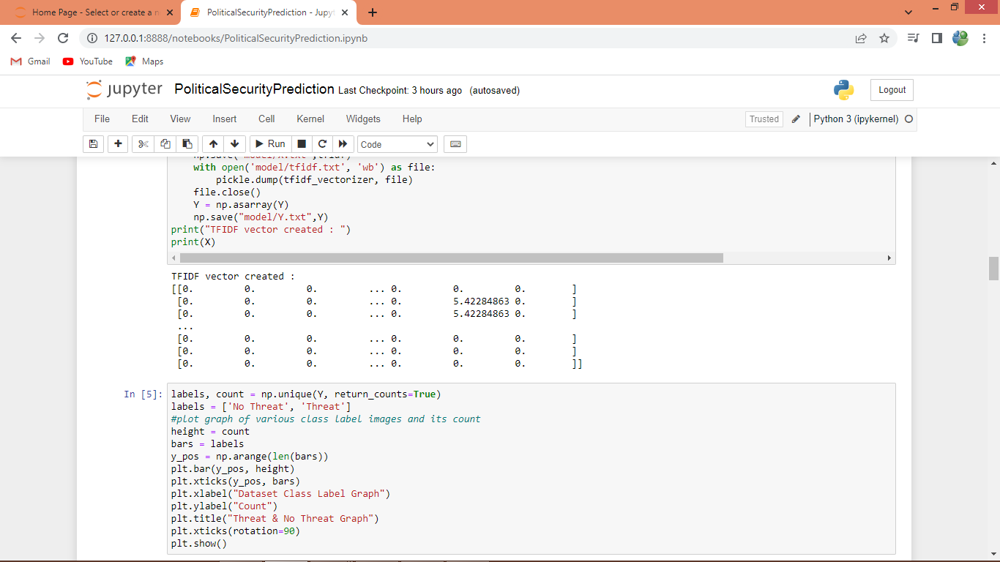 Home Page - Select or create a n
PoliticalSecurityPrediction - Jupyt
127.0.0.1:8888/notebooks/PoliticalSecurityPrediction.ipynb
Gmail YouTube Maps
jupyter PoliticalSecurityPrediction Last Checkpoint: 3 hours ago (autosaved)
Logout
File Edit View Insert Cell Kernel Widgets Help
Trusted Python 3 (ipykernel)
Run Code
np.save("model/X.txt",tfidf)
with open('model/tfidf.txt', 'wb') as file:
pickle.dump(tfidf_vectorizer, file)
file.close()
Y = np.asarray(Y)
np.save("model/Y.txt",Y)
print("TFIDF vector created : ")
print(X)
TFIDF vector created :
[[0. 0. 0. ... 0. 0. 0. ]
[0. 0. 0. ... 0. 5.42284863 0. ]
[0. 0. 0. ... 0. 5.42284863 0. ]
...
[0. 0. 0. ... 0. 0. 0. ]
[0. 0. 0. ... 0. 0. 0. ]
[0. 0. 0. ... 0. 0. 0. ]]
In [5]:
labels, count = np.unique(Y, return_counts=True)
labels = ['No Threat', 'Threat']
#plot graph of various class label images and its count
height = count
bars = labels
y_pos = np.arange(len(bars))
plt.bar(y_pos, height)
plt.xticks(y_pos, bars)
plt.xlabel("Dataset Class Label Graph")
plt.ylabel("Count")
plt.title("Threat & No Threat Graph")
plt.xticks(rotation=90)
plt.show()